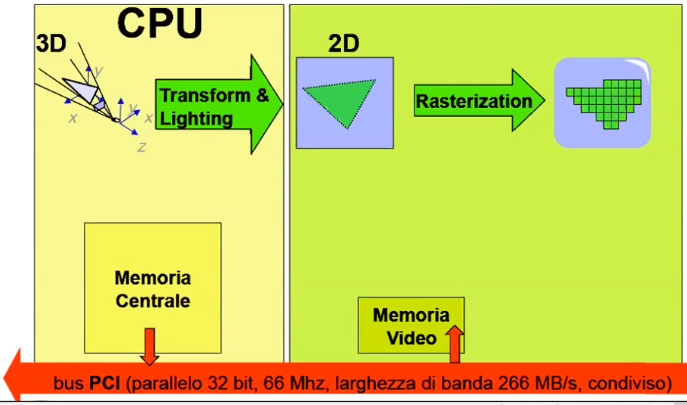 CPU
3D
2D
y
x
y
x
z
Transform &
Lighting
Rasterization
Memoria
Centrale
Memoria
Video
bus PCI (parallelo 32 bit, 66 Mhz, larghezza di banda 266 MB/s, condiviso)